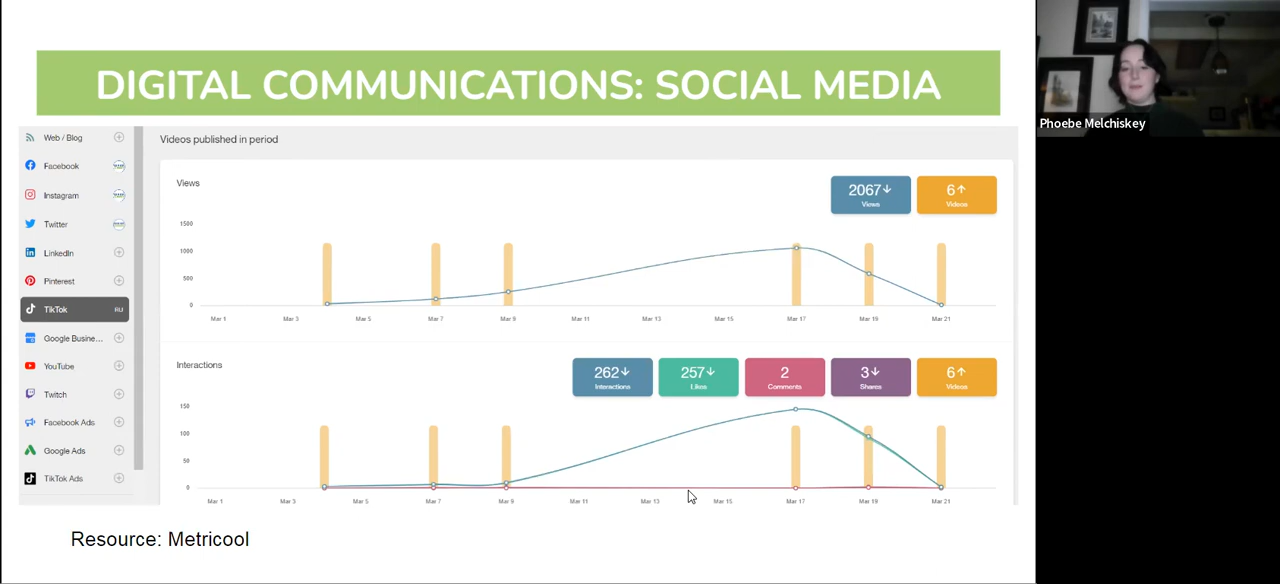 DIGITAL COMMUNICATIONS: SOCIAL MEDIA
Phoebe Melchiskey
Web / Blog
Facebook
Instagram
Twitter
LinkedIn
Pinterest
TikTok RU
Google Busine...
YouTube
Twitch
Facebook Ads
Google Ads
TikTok Ads
Videos published in period
Views
2067↓
Views
6↑
Videos
1500
1000
500
0
Mar 1 Mar 3 Mar 5 Mar 7 Mar 9 Mar 11 Mar 13 Mar 15 Mar 17 Mar 19 Mar 21
Interactions
262↓
Interactions
257↓
Likes
2
Comments
3↓
Shares
6↑
Videos
150
100
50
0
Mar 1 Mar 3 Mar 5 Mar 7 Mar 9 Mar 11 Mar 13 Mar 15 Mar 17 Mar 19 Mar 21
Resource: Metricool